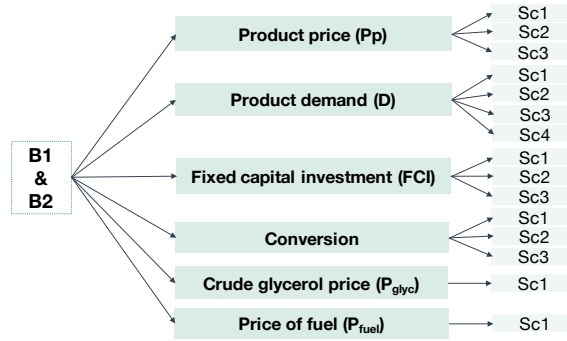 B1
&
B2
Product price (Pp)
Sc1
Sc2
Sc3
Product demand (D)
Sc1
Sc2
Sc3
Sc4
Fixed capital investment (FCI)
Sc1
Sc2
Sc3
Conversion
Sc1
Sc2
Sc3
Crude glycerol price (Pglyc)
Sc1
Price of fuel (Pfuel)
Sc1